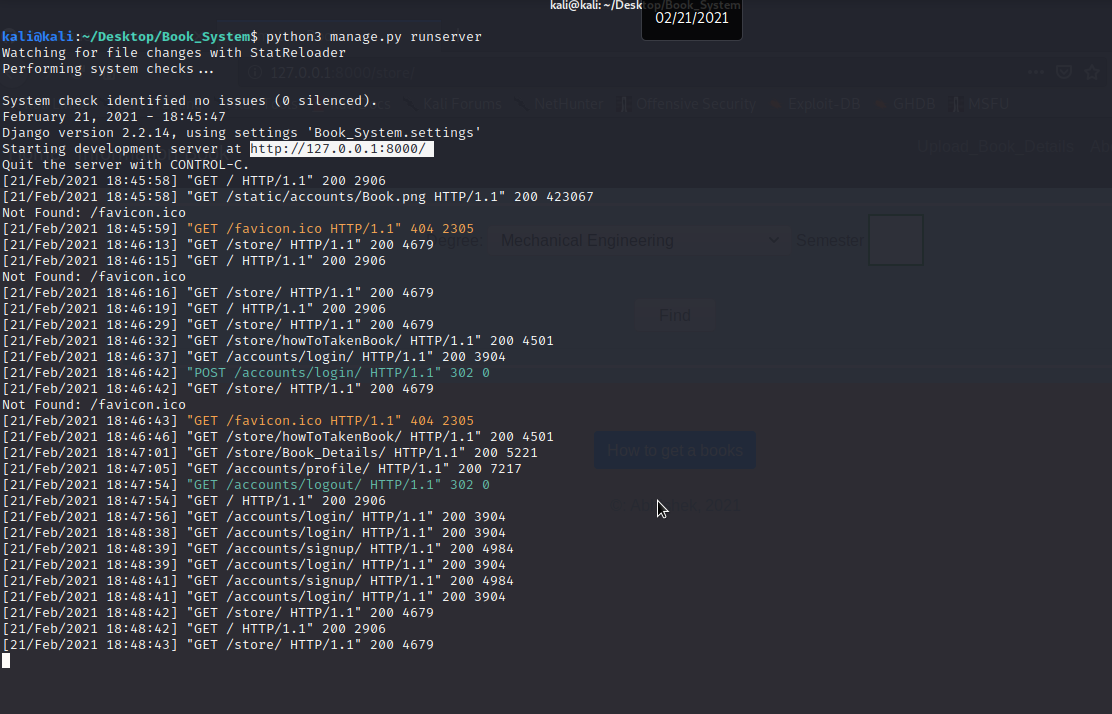 kali@kali: ~/Desktop/Book_System
02/21/2021
kali@kali:~/Desktop/Book_System$ python3 manage.py runserver
Watching for file changes with StatReloader
Performing system checks...
127.0.0.1:8000/store/
Kali Forums NetHunter Offensive Security Exploit-DB GHDB MSFU
System check identified no issues (0 silenced).
February 21, 2021 - 18:45:47
Django version 2.2.14, using settings 'Book_System.settings'
Starting development server at http://127.0.0.1:8000/
Upload_Book_Details
Quit the server with CONTROL-C.
[21/Feb/2021 18:45:58] "GET / HTTP/1.1" 200 2906
[21/Feb/2021 18:45:58] "GET /static/accounts/Book.png HTTP/1.1" 200 423067
Not Found: /favicon.ico
[21/Feb/2021 18:45:59] "GET /favicon.ico HTTP/1.1" 404 2305
[21/Feb/2021 18:46:13] "GET /store/ HTTP/1.1" 200 4679
Degree Mechanical Engineering Semester
[21/Feb/2021 18:46:15] "GET / HTTP/1.1" 200 2906
Not Found: /favicon.ico
[21/Feb/2021 18:46:16] "GET /store/ HTTP/1.1" 200 4679
[21/Feb/2021 18:46:19] "GET / HTTP/1.1" 200 2906
Find
[21/Feb/2021 18:46:29] "GET /store/ HTTP/1.1" 200 4679
[21/Feb/2021 18:46:32] "GET /store/howToTakenBook/ HTTP/1.1" 200 4501
[21/Feb/2021 18:46:37] "GET /accounts/login/ HTTP/1.1" 200 3904
[21/Feb/2021 18:46:42] "POST /accounts/login/ HTTP/1.1" 302 0
[21/Feb/2021 18:46:42] "GET /store/ HTTP/1.1" 200 4679
Not Found: /favicon.ico
[21/Feb/2021 18:46:43] "GET /favicon.ico HTTP/1.1" 404 2305
[21/Feb/2021 18:46:46] "GET /store/howToTakenBook/ HTTP/1.1" 200 4501
How to get a books
[21/Feb/2021 18:47:01] "GET /store/Book_Details/ HTTP/1.1" 200 5221
[21/Feb/2021 18:47:05] "GET /accounts/profile/ HTTP/1.1" 200 7217
[21/Feb/2021 18:47:54] "GET /accounts/logout/ HTTP/1.1" 302 0
[21/Feb/2021 18:47:54] "GET / HTTP/1.1" 200 2906
[21/Feb/2021 18:47:56] "GET /accounts/login/ HTTP/1.1" 200 3904
[21/Feb/2021 18:48:38] "GET /accounts/login/ HTTP/1.1" 200 3904
[21/Feb/2021 18:48:39] "GET /accounts/signup/ HTTP/1.1" 200 4984
[21/Feb/2021 18:48:39] "GET /accounts/login/ HTTP/1.1" 200 3904
[21/Feb/2021 18:48:41] "GET /accounts/signup/ HTTP/1.1" 200 4984
[21/Feb/2021 18:48:41] "GET /accounts/login/ HTTP/1.1" 200 3904
[21/Feb/2021 18:48:42] "GET /store/ HTTP/1.1" 200 4679
[21/Feb/2021 18:48:42] "GET / HTTP/1.1" 200 2906
[21/Feb/2021 18:48:43] "GET /store/ HTTP/1.1" 200 4679